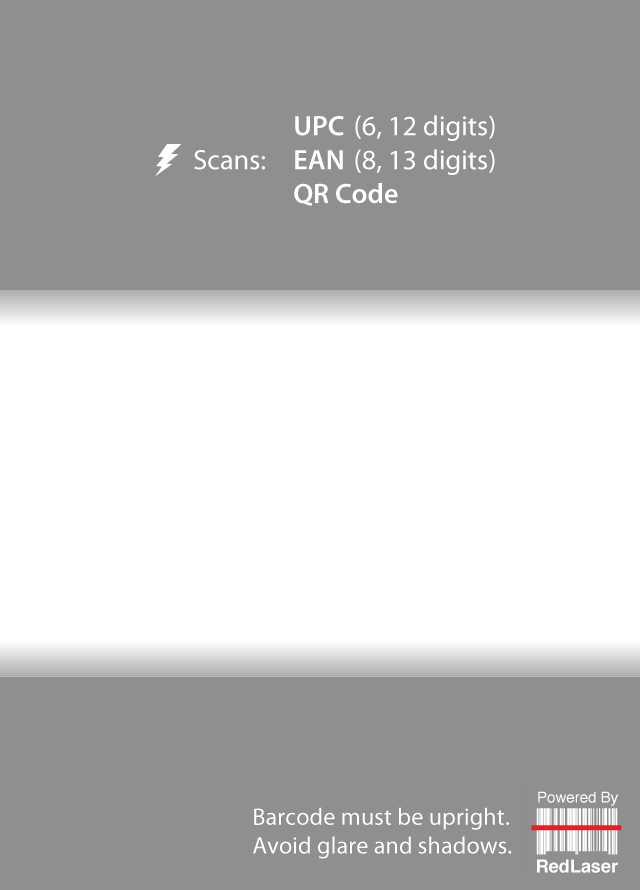 UPC (6, 12 digits)
Scans: EAN (8, 13 digits)
QR Code
Barcode must be upright.
Avoid glare and shadows.
Powered By
RedLaser